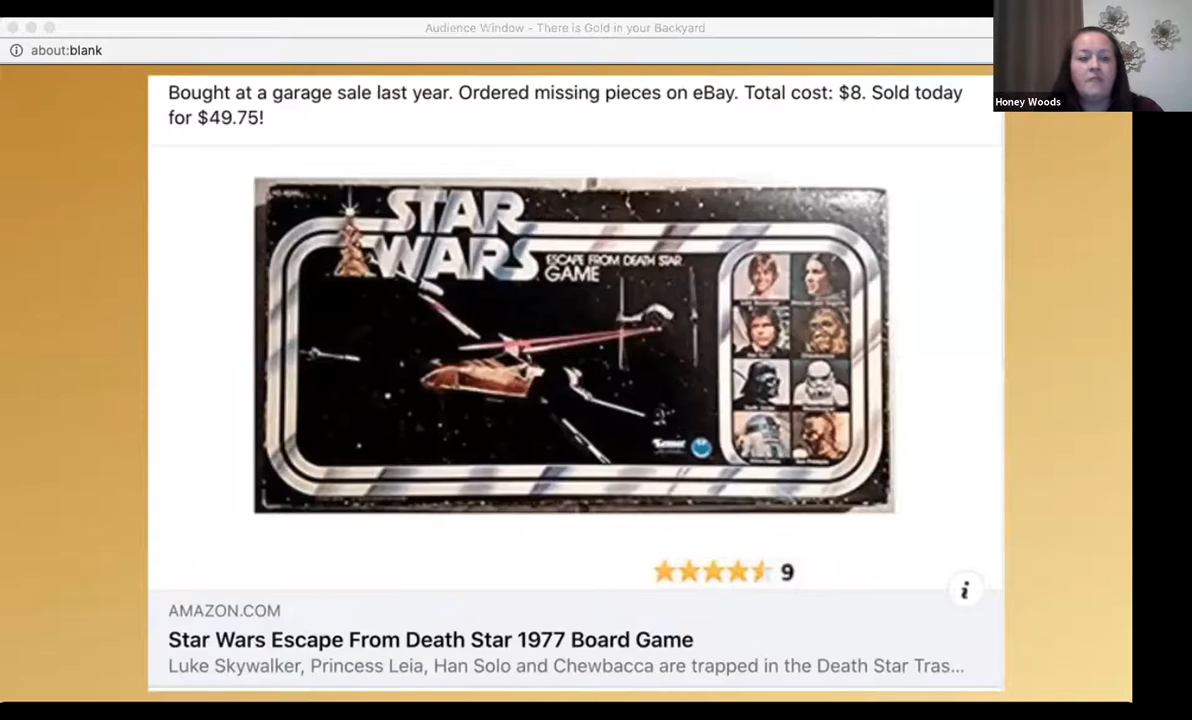 Audience Window - There is Gold in your Backyard
about:blank
Honey Woods
Bought at a garage sale last year. Ordered missing pieces on eBay. Total cost: $8. Sold today
for $49.75!
STAR
WARS
ESCAPE FROM DEATH STAR
GAME
Kenner
9
i
AMAZON.COM
Star Wars Escape From Death Star 1977 Board Game
Luke Skywalker, Princess Leia, Han Solo and Chewbacca are trapped in the Death Star Tras...